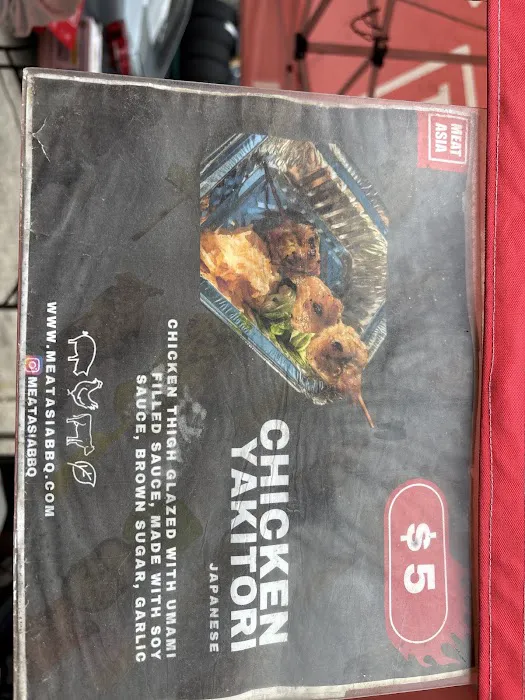 MEAT
ASIA
$5
CHICKEN
YAKITORI
JAPANESE
CHICKEN THIGH GLAZED WITH UMAMI
FILLED SAUCE, MADE WITH SOY
SAUCE, BROWN SUGAR, GARLIC
WWW.MEATASIABBQ.COM
MEATASIABBQ